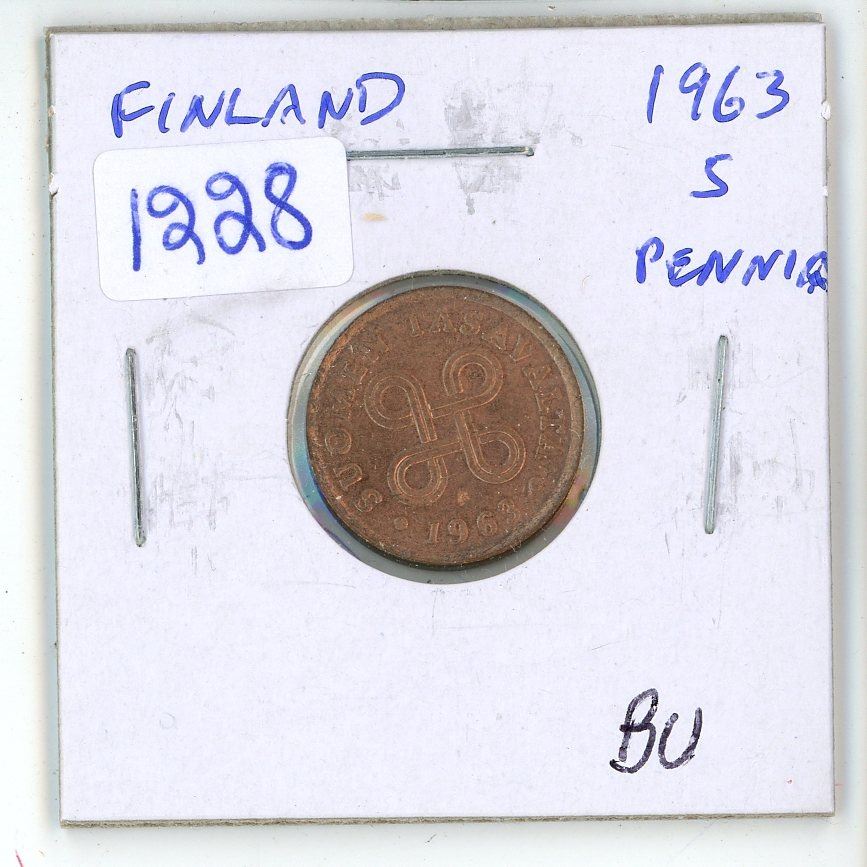 FINLAND
1963
5
PENNIA
1228
SUOMEN TASAVALTA
• 1963 •
BU